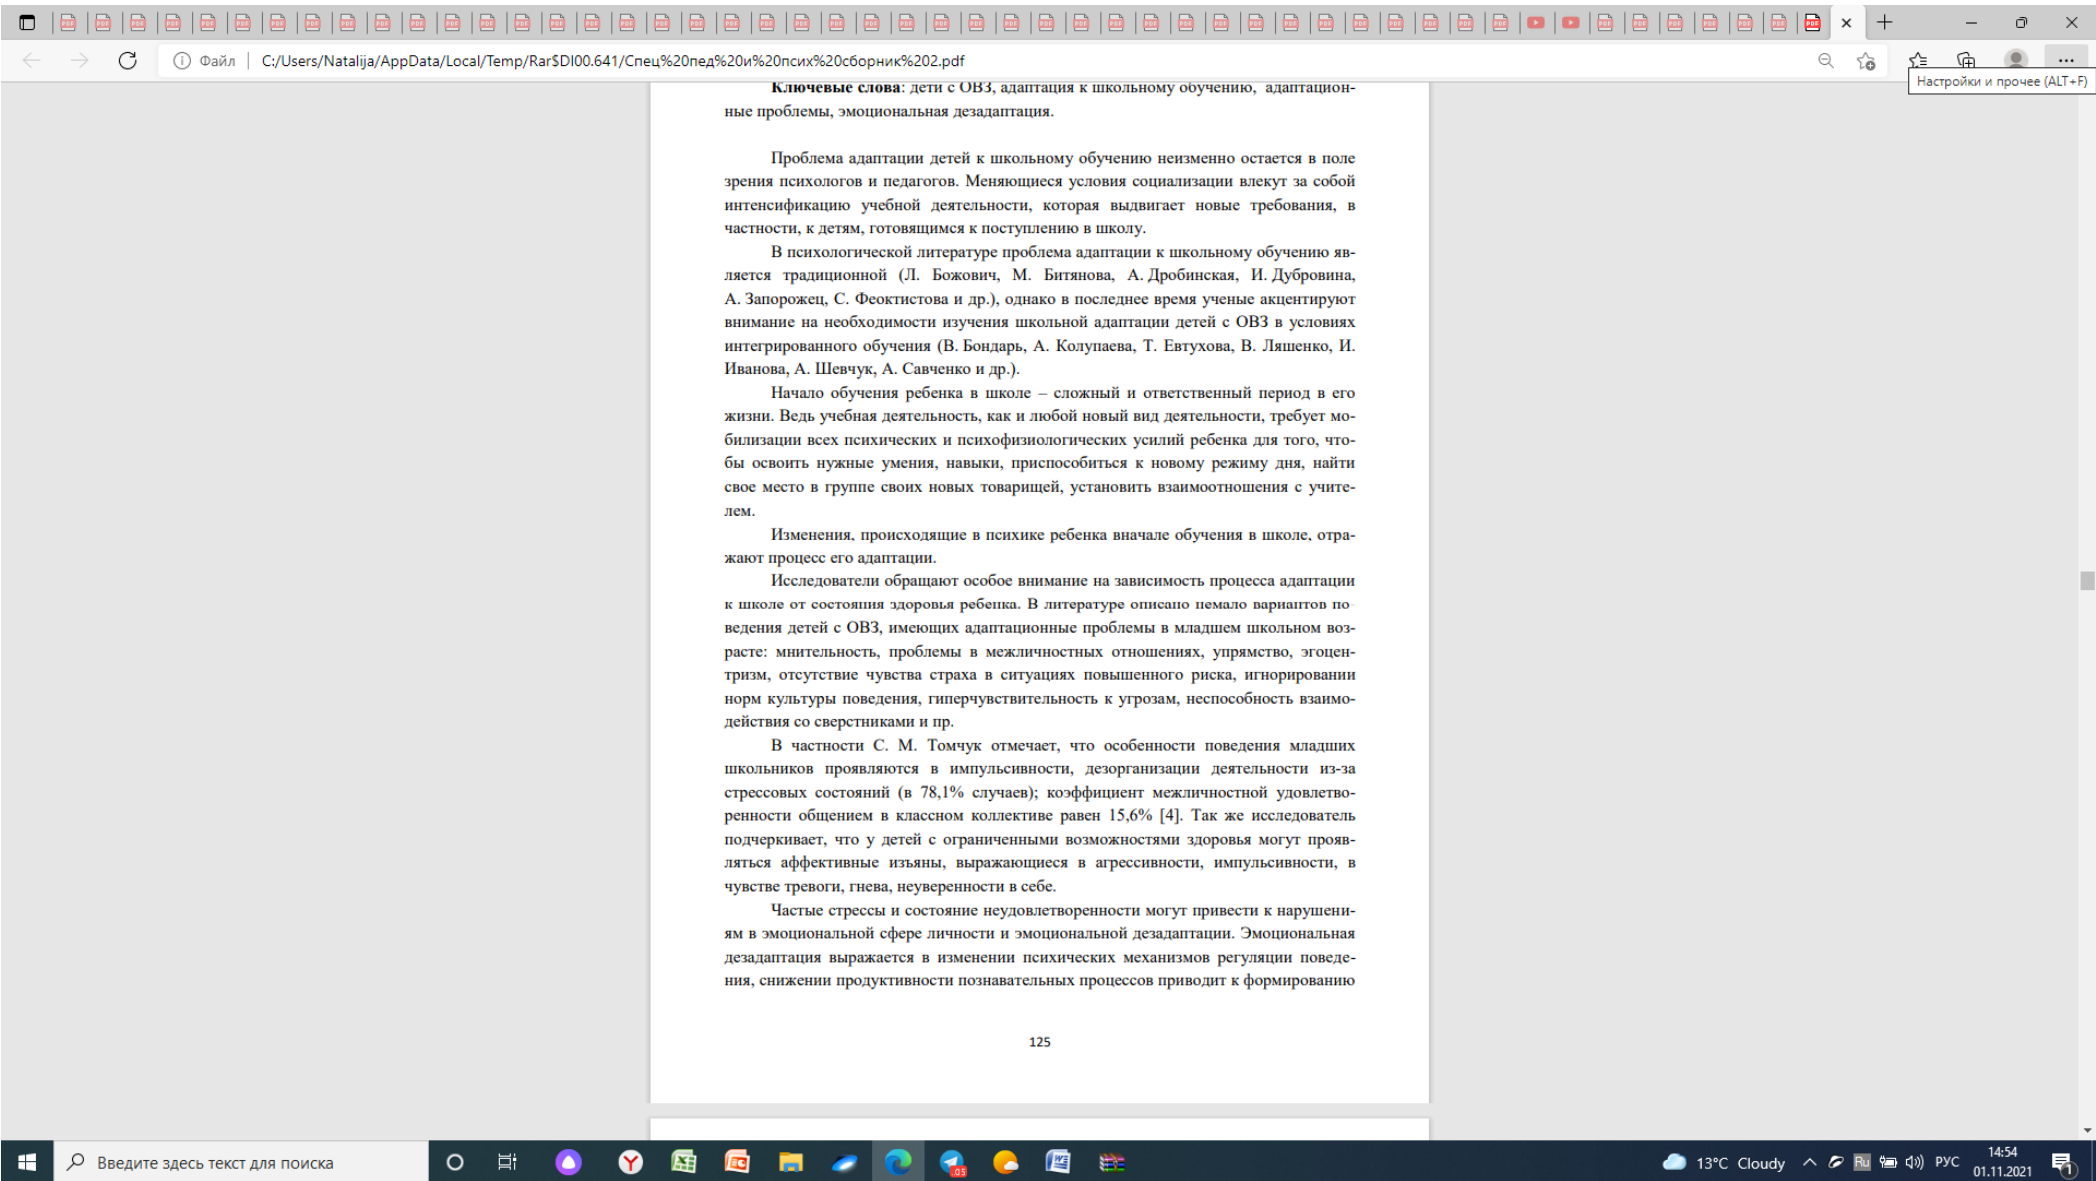 Файл
C:/Users/Natalija/AppData/Local/Temp/Rar$DI00.641/Спец%20пед%20и%20псих%20сборник%202.pdf
Настройки и прочее (ALT+F)
Ключевые слова: дети с ОВЗ, адаптация к школьному обучению, адаптацион-
ные проблемы, эмоциональная дезадаптация.
Проблема адаптации детей к школьному обучению неизменно остается в поле
зрения психологов и педагогов. Меняющиеся условия социализации влекут за собой
интенсификацию учебной деятельности, которая выдвигает новые требования, в
частности, к детям, готовящимся к поступлению в школу.
В психологической литературе проблема адаптации к школьному обучению яв-
ляется традиционной (Л. Божович, М. Битянова, А. Дробинская, И. Дубровина,
А. Запорожец, С. Феоктистова и др.), однако в последнее время ученые акцентируют
внимание на необходимости изучения школьной адаптации детей с ОВЗ в условиях
интегрированного обучения (В. Бондарь, А. Колупаева, Т. Евтухова, В. Ляшенко, И.
Иванова, А. Шевчук, А. Савченко и др.).
Начало обучения ребенка в школе – сложный и ответственный период в его
жизни. Ведь учебная деятельность, как и любой новый вид деятельности, требует мо-
билизации всех психических и психофизиологических усилий ребенка для того, что-
бы освоить нужные умения, навыки, приспособиться к новому режиму дня, найти
свое место в группе своих новых товарищей, установить взаимоотношения с учите-
лем.
Изменения, происходящие в психике ребенка вначале обучения в школе, отра-
жают процесс его адаптации.
Исследователи обращают особое внимание на зависимость процесса адаптации
к школе от состояния здоровья ребенка. В литературе описано немало вариантов по-
ведения детей с ОВЗ, имеющих адаптационные проблемы в младшем школьном воз-
расте: мнительность, проблемы в межличностных отношениях, упрямство, эгоцен-
тризм, отсутствие чувства страха в ситуациях повышенного риска, игнорировании
норм культуры поведения, гиперчувствительность к угрозам, неспособность взаимо-
действия со сверстниками и пр.
В частности С. М. Томчук отмечает, что особенности поведения младших
школьников проявляются в импульсивности, дезорганизации деятельности из-за
стрессовых состояний (в 78,1% случаев); коэффициент межличностной удовлетво-
ренности общением в классном коллективе равен 15,6% [4]. Так же исследователь
подчеркивает, что у детей с ограниченными возможностями здоровья могут прояв-
ляться аффективные изъяны, выражающиеся в агрессивности, импульсивности, в
чувстве тревоги, гнева, неуверенности в себе.
Частые стрессы и состояние неудовлетворенности могут привести к нарушени-
ям в эмоциональной сфере личности и эмоциональной дезадаптации. Эмоциональная
дезадаптация выражается в изменении психических механизмов регуляции поведе-
ния, снижении продуктивности познавательных процессов приводит к формированию
125
Введите здесь текст для поиска
13°C Cloudy
Ru
РУС
14:54
01.11.2021